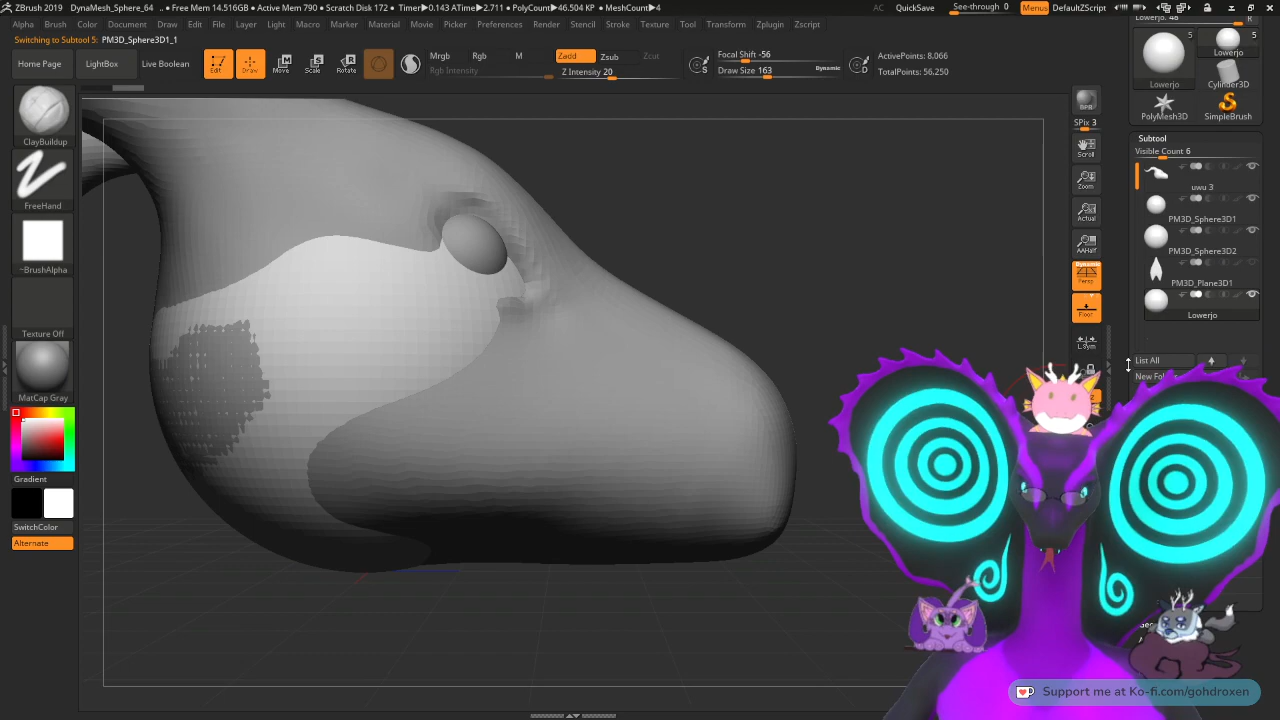 ZBrush 2019 DynaMesh_Sphere_64 .. • Free Mem 14.516GB • Active Mem 790 • Scratch Disk 172 • Timer▶0.143 ATime▶2.711 • PolyCount▶46.504 KP • MeshCount▶4 AC QuickSave See-through 0 Menus DefaultZScript
Alpha Brush Color Document Draw Edit File Layer Light Macro Marker Material Movie Picker Preferences Render Stencil Stroke Texture Tool Transform Zplugin Zscript
Switching to Subtool 5: PM3D_Sphere3D1_1
Lowerjo. 48 R
Home Page LightBox Live Boolean
Edit Draw Move Scale Rotate
Mrgb Rgb M
Rgb Intensity
Zadd Zsub Zcut
Z Intensity 20
S
Focal Shift -56
Draw Size 163 Dynamic
D
ActivePoints: 8,066
TotalPoints: 56,250
5 5
Lowerjo
Lowerjo Cylinder3D
PolyMesh3D SimpleBrush
ClayBuildup
FreeHand
~BrushAlpha
Texture Off
MatCap Gray
Gradient
SwitchColor
Alternate
BPR
SPix 3
Scroll
Zoom
Actual
AAHalf
Dynamic
Persp
Floor
L.Sym
Subtool
Visible Count 6
uwu 3
PM3D_Sphere3D1
PM3D_Sphere3D2
PM3D_Plane3D1
Lowerjo
List All
Support me at Ko-fi.com/gohdroxen